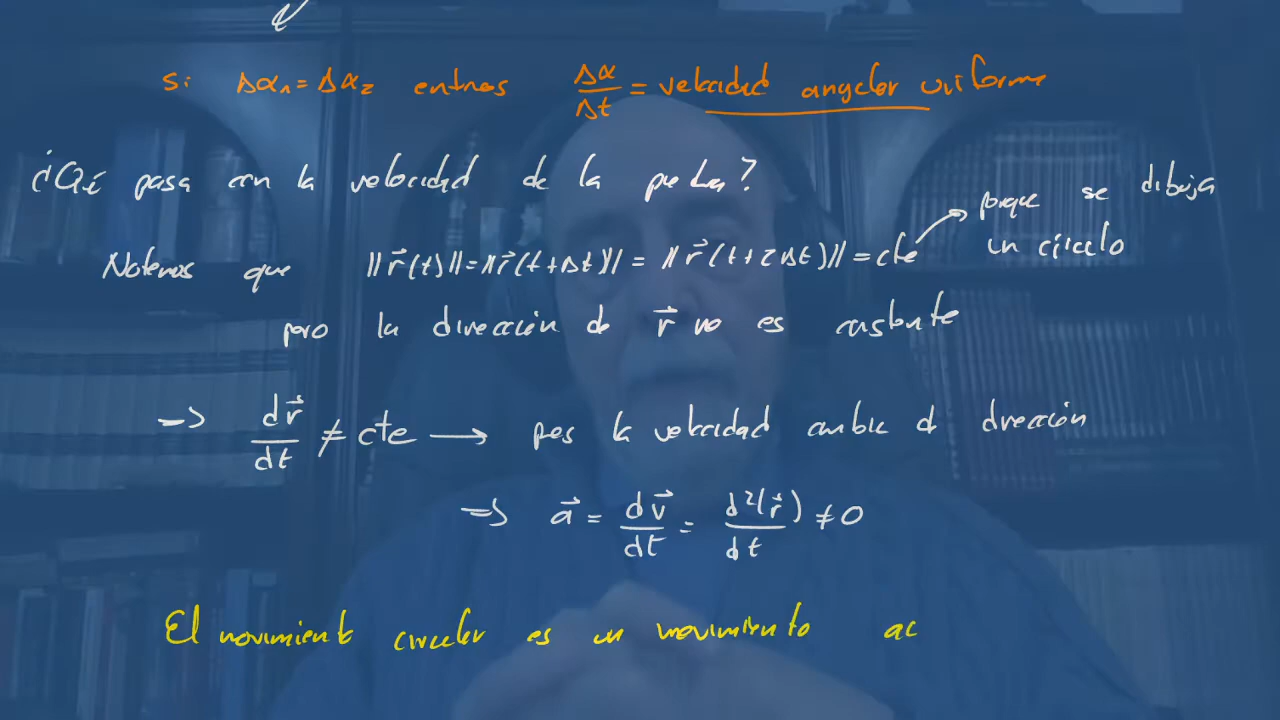 Si Δα₁ = Δα₂ entonces Δα/Δt = velocidad angular uniforme
¿Qué pasa con la velocidad de la piedra?
Notemos que ||r⃗(t)|| = ||r⃗(t+Δt)|| = ||r⃗(t+2Δt)|| = cte → porque se dibuja un círculo
pero la dirección de r⃗ no es constante
=> dr⃗/dt ≠ cte → pues la velocidad cambia de dirección
=> a⃗ = dv⃗/dt = d²(r⃗)/dt ≠ 0
El movimiento circular es un movimiento ac